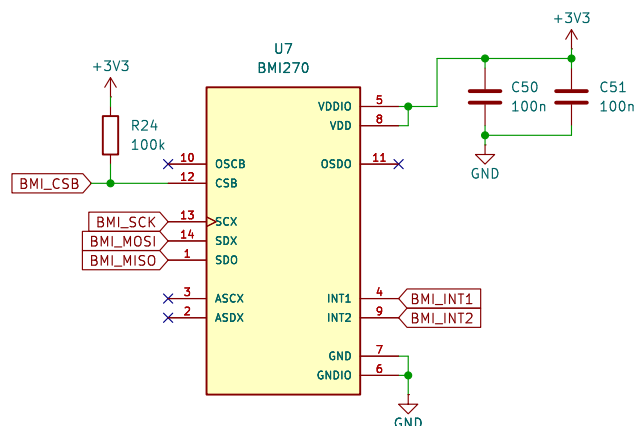 +3V3
U7
BMI270
+3V3
R24
100k
C50
100n
C51
100n
5
VDDIO
8
VDD
10
OSCB
11
OSDO
BMI_CSB
12
CSB
GND
BMI_SCK
13
SCX
BMI_MOSI
14
SDX
BMI_MISO
1
SDO
3
ASCX
INT1
4
BMI_INT1
2
ASDX
INT2
9
BMI_INT2
GND
7
GNDIO
6
GND